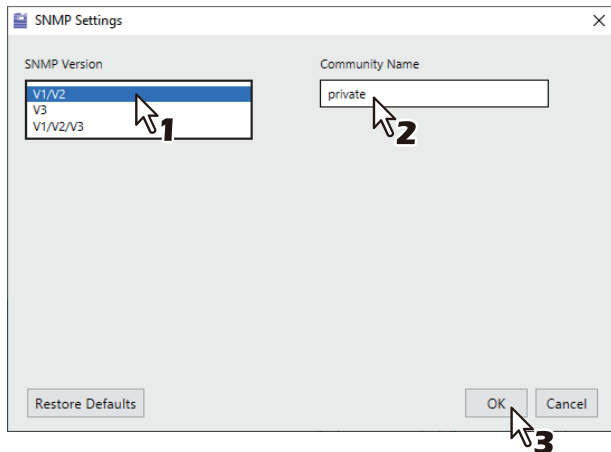 SNMP Settings
SNMP Version
V1/V2
V3
V1/V2/V3
1
Community Name
private
2
Restore Defaults
OK
Cancel
3